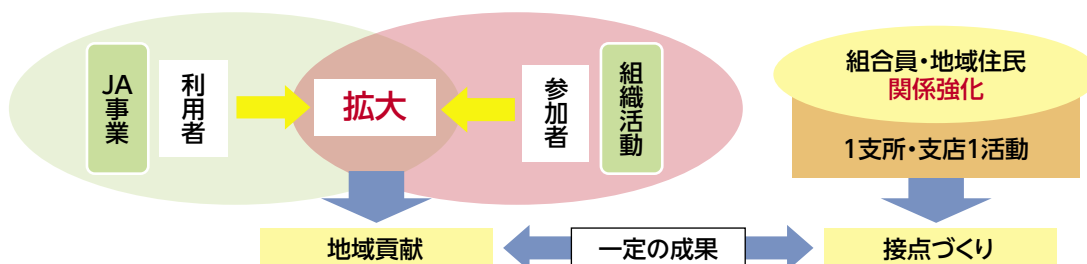 JA事業
利用者
拡大
参加者
組織活動
組合員・地域住民
関係強化
1支所・支店1活動
地域貢献
一定の成果
接点づくり